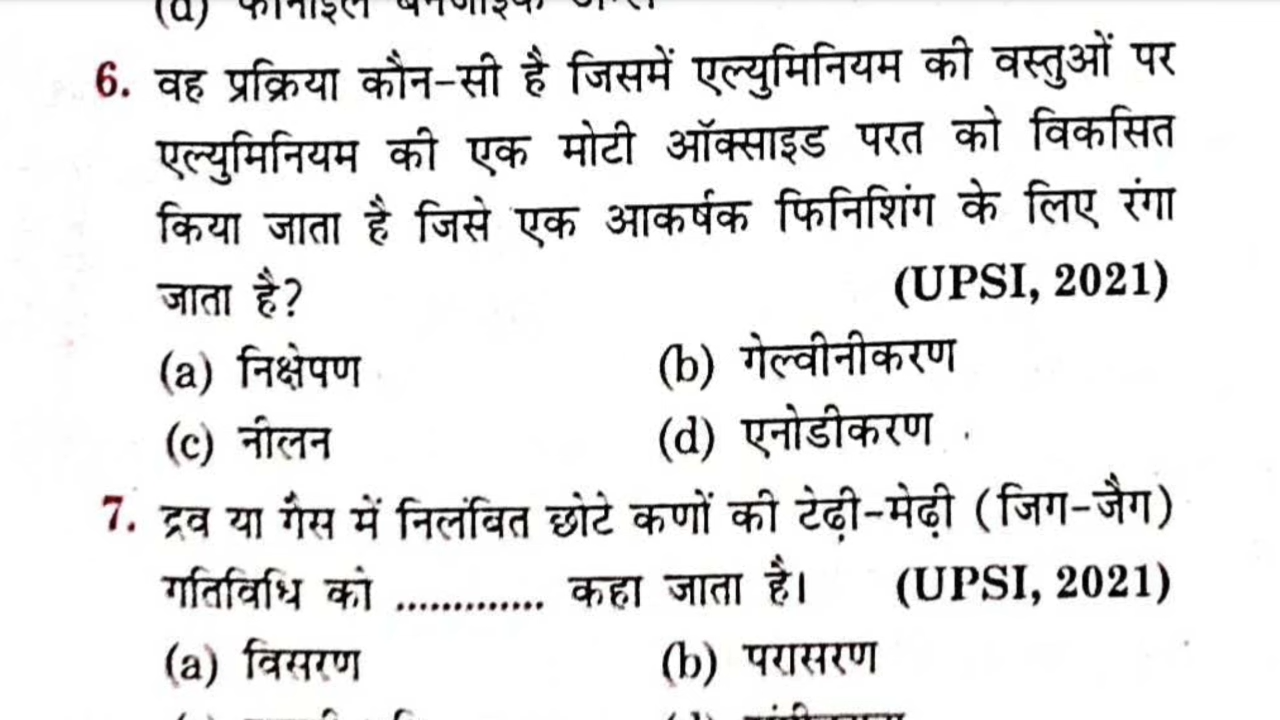 6. वह प्रक्रिया कौन-सी है जिसमें एल्युमिनियम की वस्तुओं पर
एल्युमिनियम की एक मोटी ऑक्साइड परत को विकसित
किया जाता है जिसे एक आकर्षक फिनिशिंग के लिए रंगा
जाता है? (UPSI, 2021)
(a) निक्षेपण (b) गेल्वीनीकरण
(c) नीलन (d) एनोडीकरण
7. द्रव या गैस में निलंबित छोटे कणों की टेढ़ी-मेढ़ी (जिग-जैग)
गतिविधि को ............. कहा जाता है। (UPSI, 2021)
(a) विसरण (b) परासरण